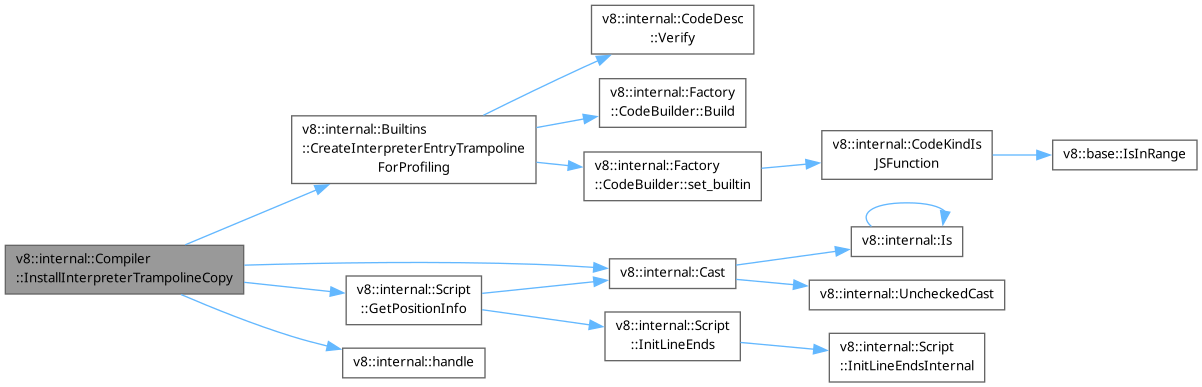 v8::internal::CodeDesc
::Verify
v8::internal::Factory
::CodeBuilder::Build
v8::internal::Builtins
::CreateInterpreterEntryTrampoline
ForProfiling
v8::internal::CodeKindIs
JSFunction
v8::base::IsInRange
v8::internal::Factory
::CodeBuilder::set_builtin
v8::internal::Is
v8::internal::Compiler
::InstallInterpreterTrampolineCopy
v8::internal::Cast
v8::internal::Script
::GetPositionInfo
v8::internal::UncheckedCast
v8::internal::Script
::InitLineEnds
v8::internal::handle
v8::internal::Script
::InitLineEndsInternal